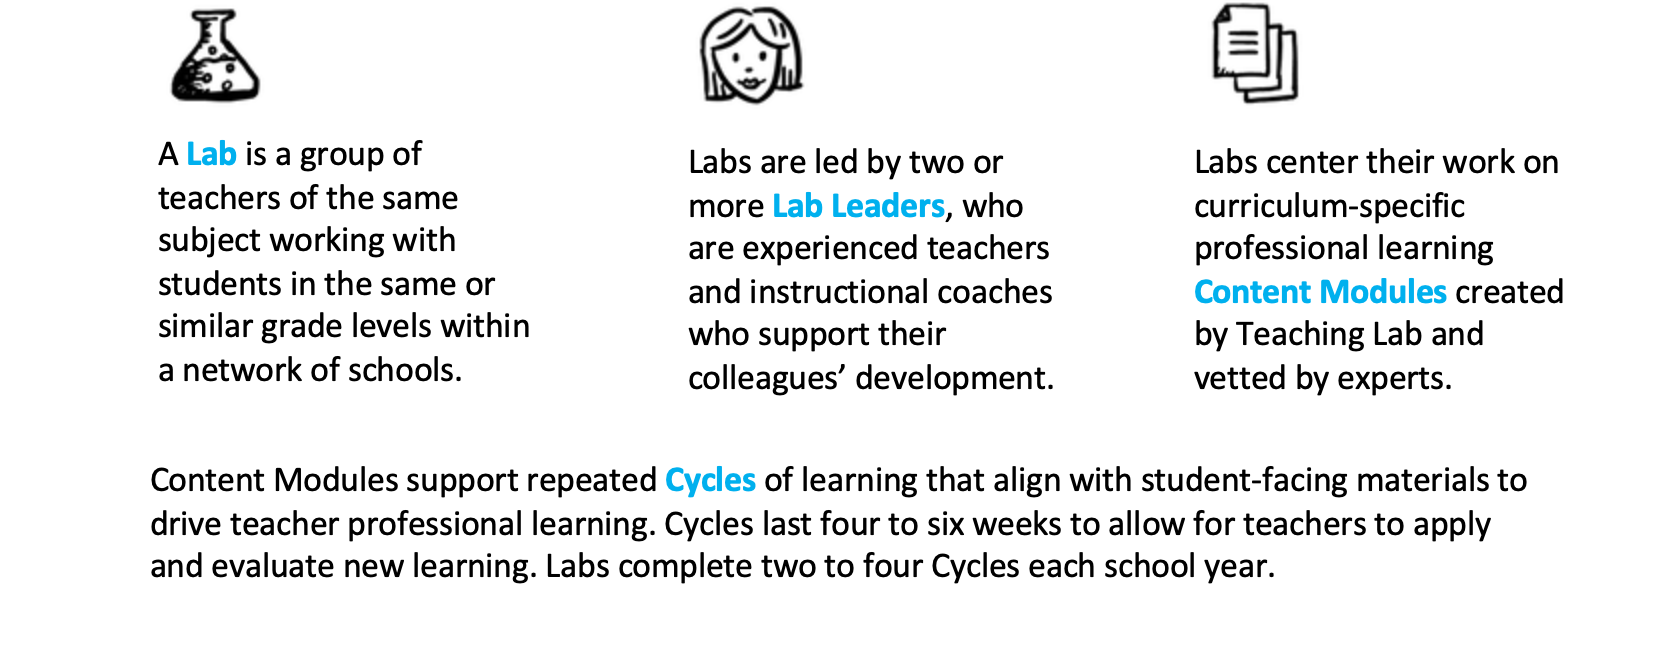 A Lab is a group of
teachers of the same
subject working with
students in the same or
similar grade levels within
a network of schools.
Labs are led by two or
more Lab Leaders, who
are experienced teachers
and instructional coaches
who support their
colleagues’ development.
Labs center their work on
curriculum-specific
professional learning
Content Modules created
by Teaching Lab and
vetted by experts.
Content Modules support repeated Cycles of learning that align with student-facing materials to
drive teacher professional learning. Cycles last four to six weeks to allow for teachers to apply
and evaluate new learning. Labs complete two to four Cycles each school year.